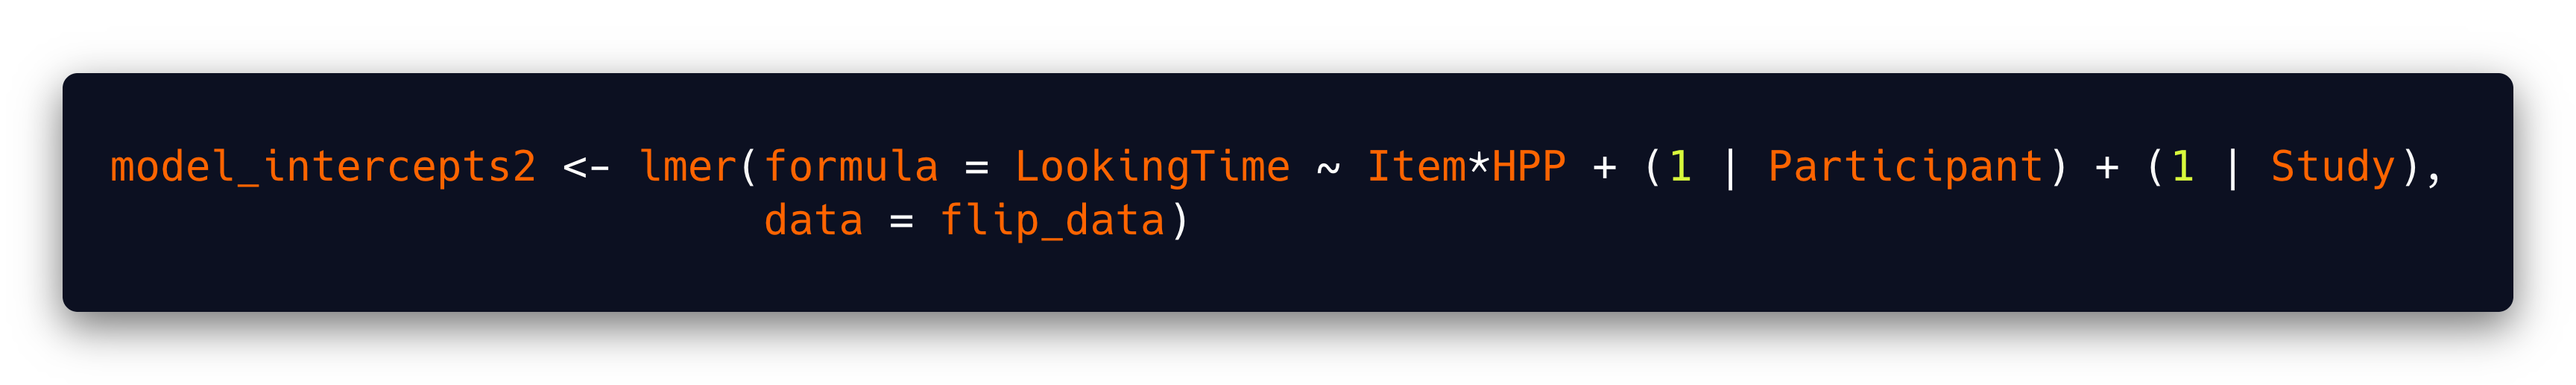 model_intercepts2 <- lmer(formula = LookingTime ~ Item*HPP + (1 | Participant) + (1 | Study),
data = flip_data)